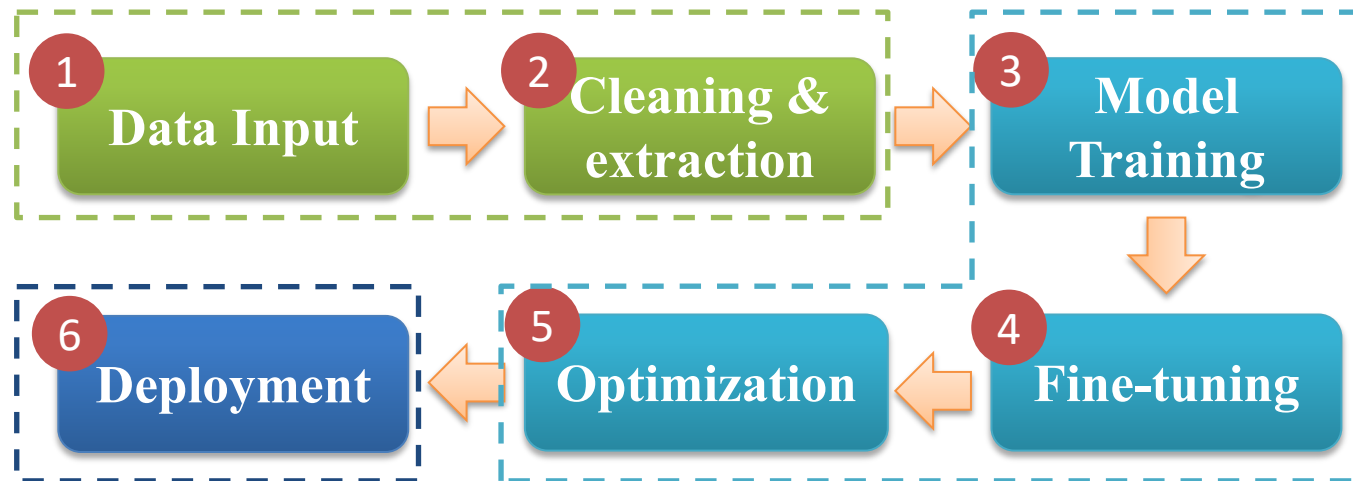 1
Data Input
2
Cleaning &
extraction
3
Model
Training
4
Fine-tuning
5
Optimization
6
Deployment